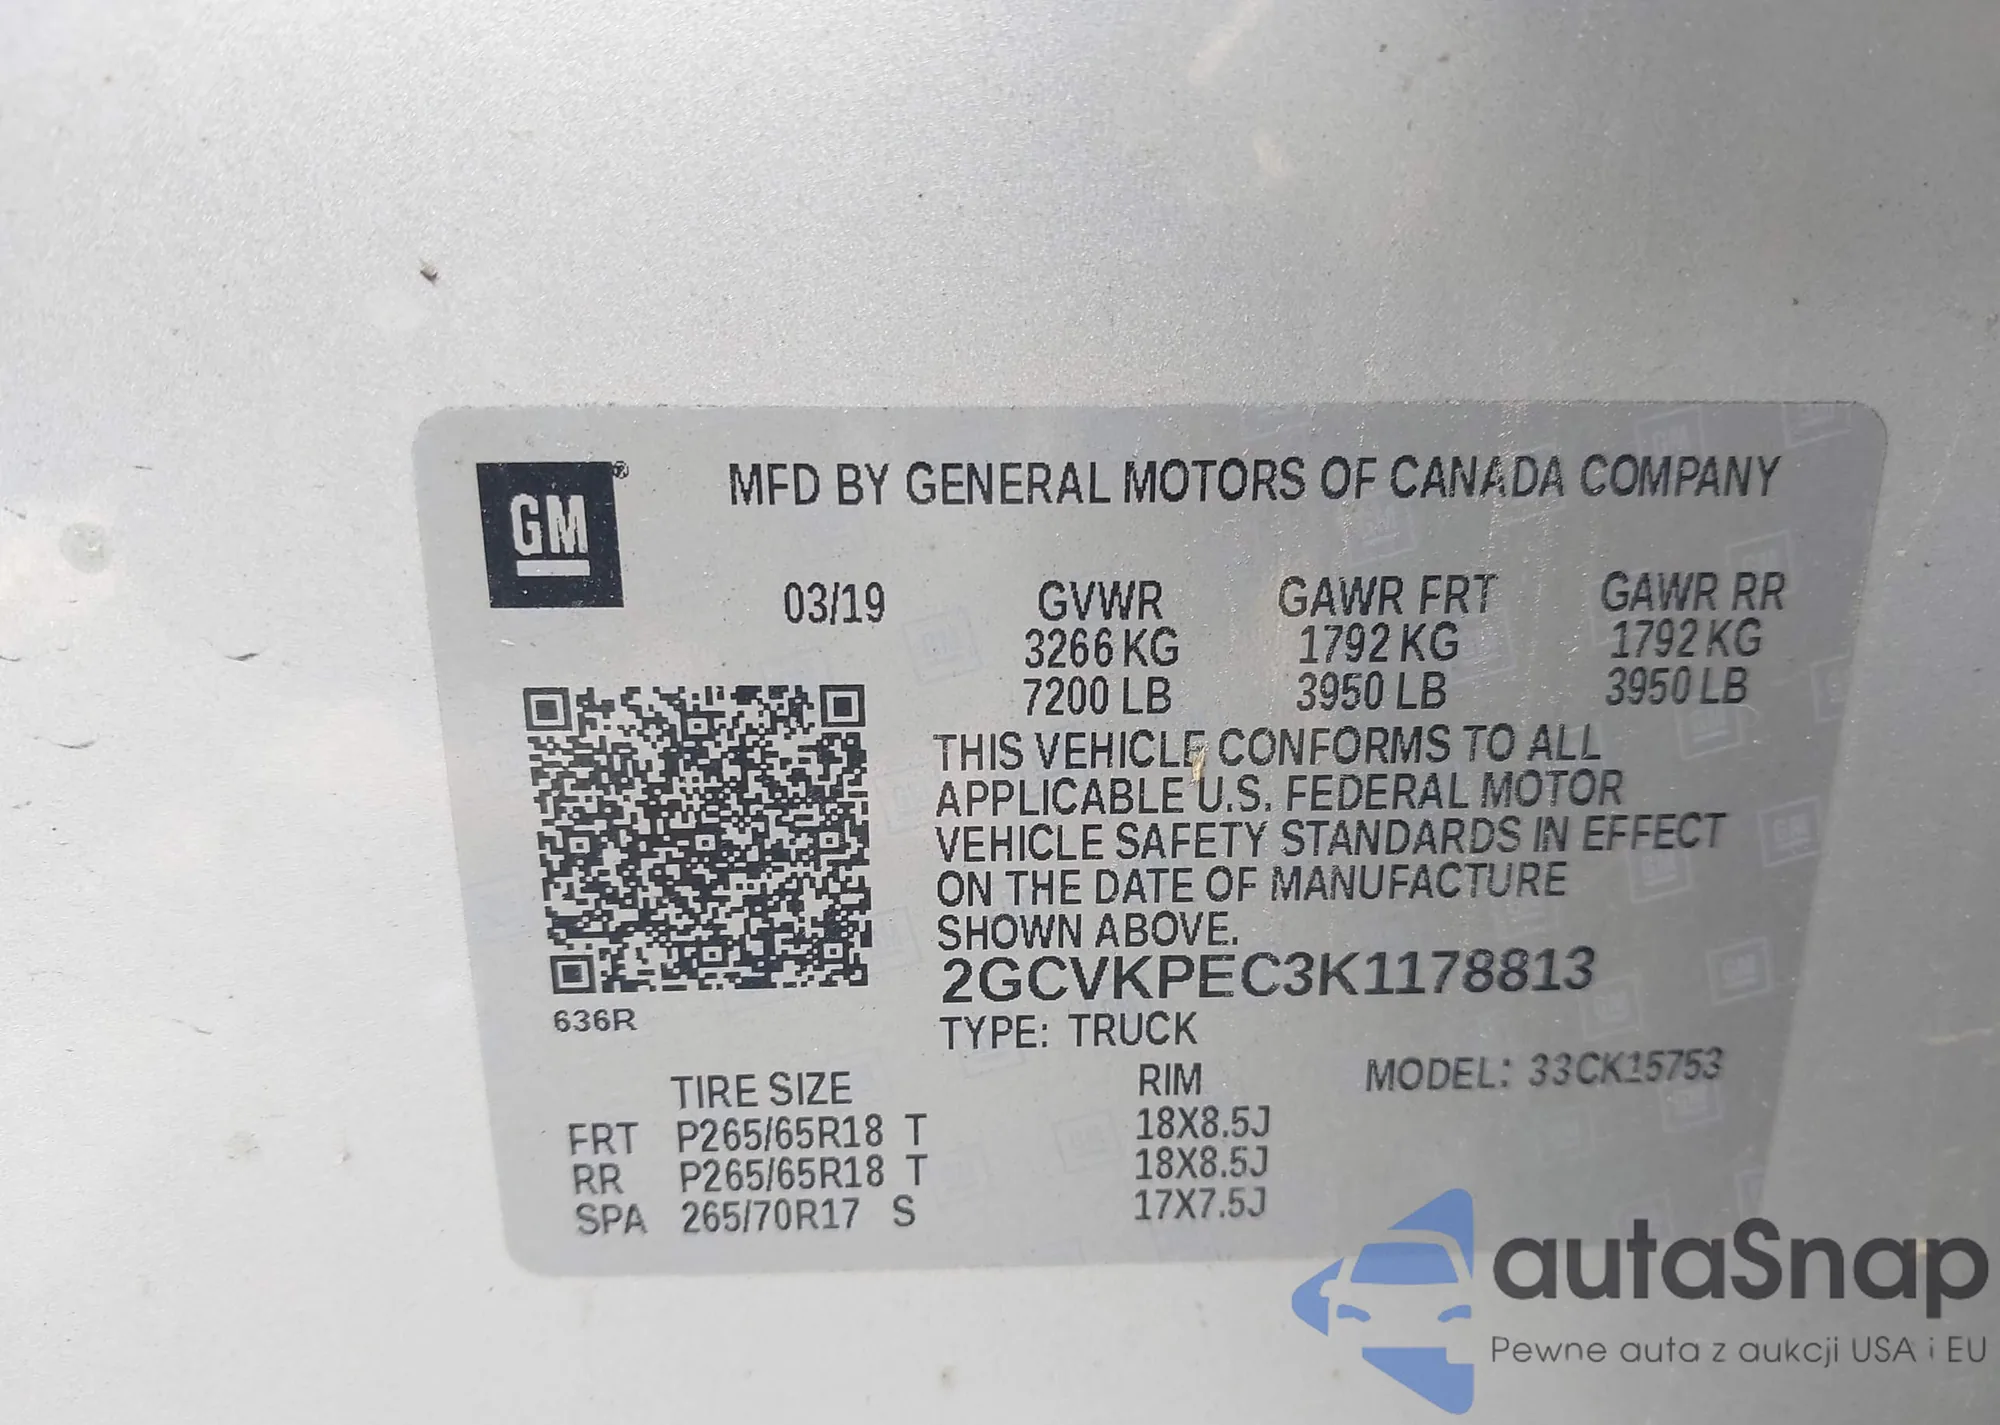 GM®
MFD BY GENERAL MOTORS OF CANADA COMPANY
03/19 GVWR GAWR FRT GAWR RR
3266 KG 1792 KG 1792 KG
7200 LB 3950 LB 3950 LB
THIS VEHICLE CONFORMS TO ALL
APPLICABLE U.S. FEDERAL MOTOR
VEHICLE SAFETY STANDARDS IN EFFECT
ON THE DATE OF MANUFACTURE
SHOWN ABOVE.
2GCVKPEC3K1178813
636R
TYPE: TRUCK
TIRE SIZE RIM MODEL: 33CK15753
FRT P265/65R18 T 18X8.5J
RR P265/65R18 T 18X8.5J
SPA 265/70R17 S 17X7.5J
autaSnap
Pewne auta z aukcji USA i EU